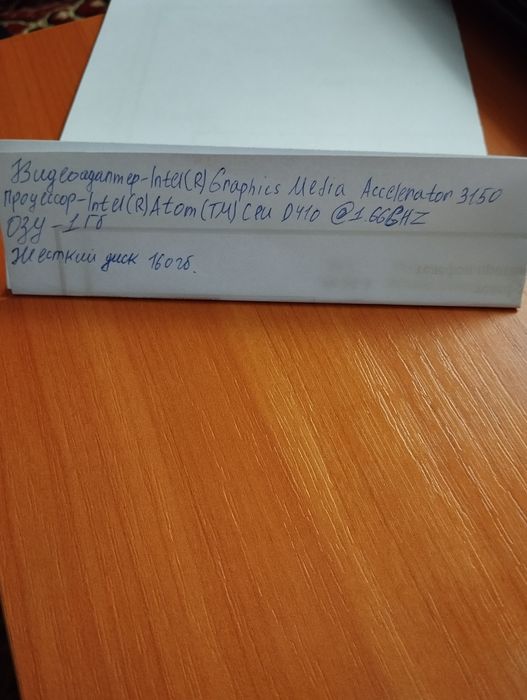 Видеоадаптер-Intel(R)Graphics Media Accelerator 3150
Процессор-Intel(R)Atom(TM)Cpu D410 @1.66GHZ
ОЗУ-1Гб
Жесткий диск 160гб.